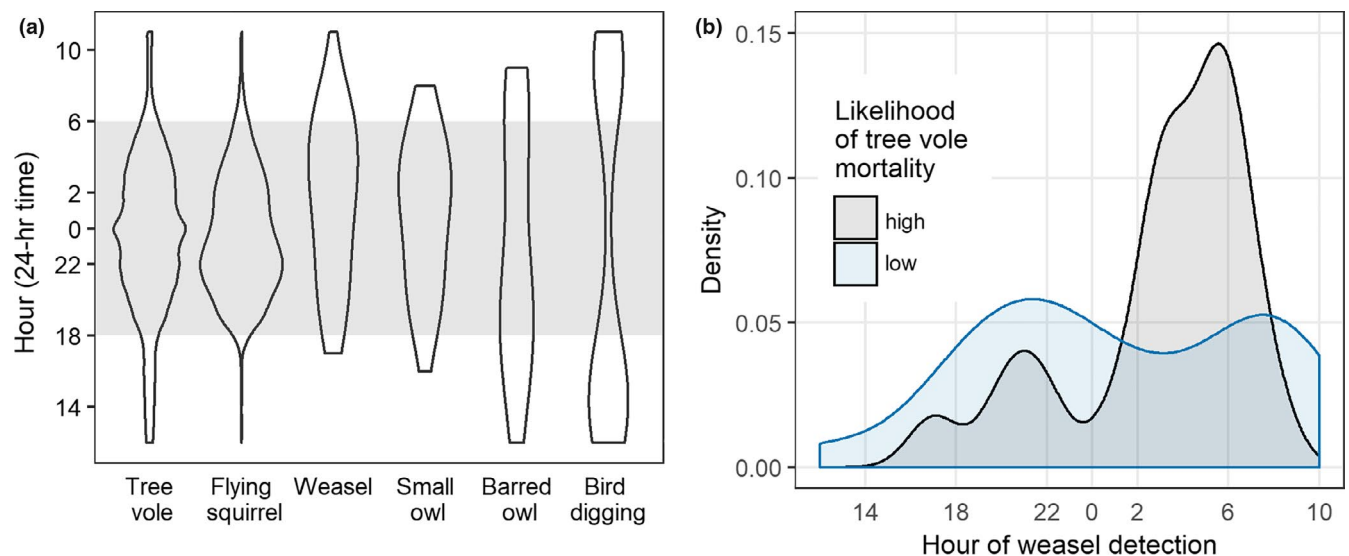 (a)
Hour (24-hr time)
10
6
2
0
22
18
14
Tree
vole
Flying
squirrel
Weasel
Small
owl
Barred
owl
Bird
digging
(b)
Density
0.15
0.10
0.05
0.00
Likelihood
of tree vole
mortality
high
low
14
18
22
0
2
6
10
Hour of weasel detection